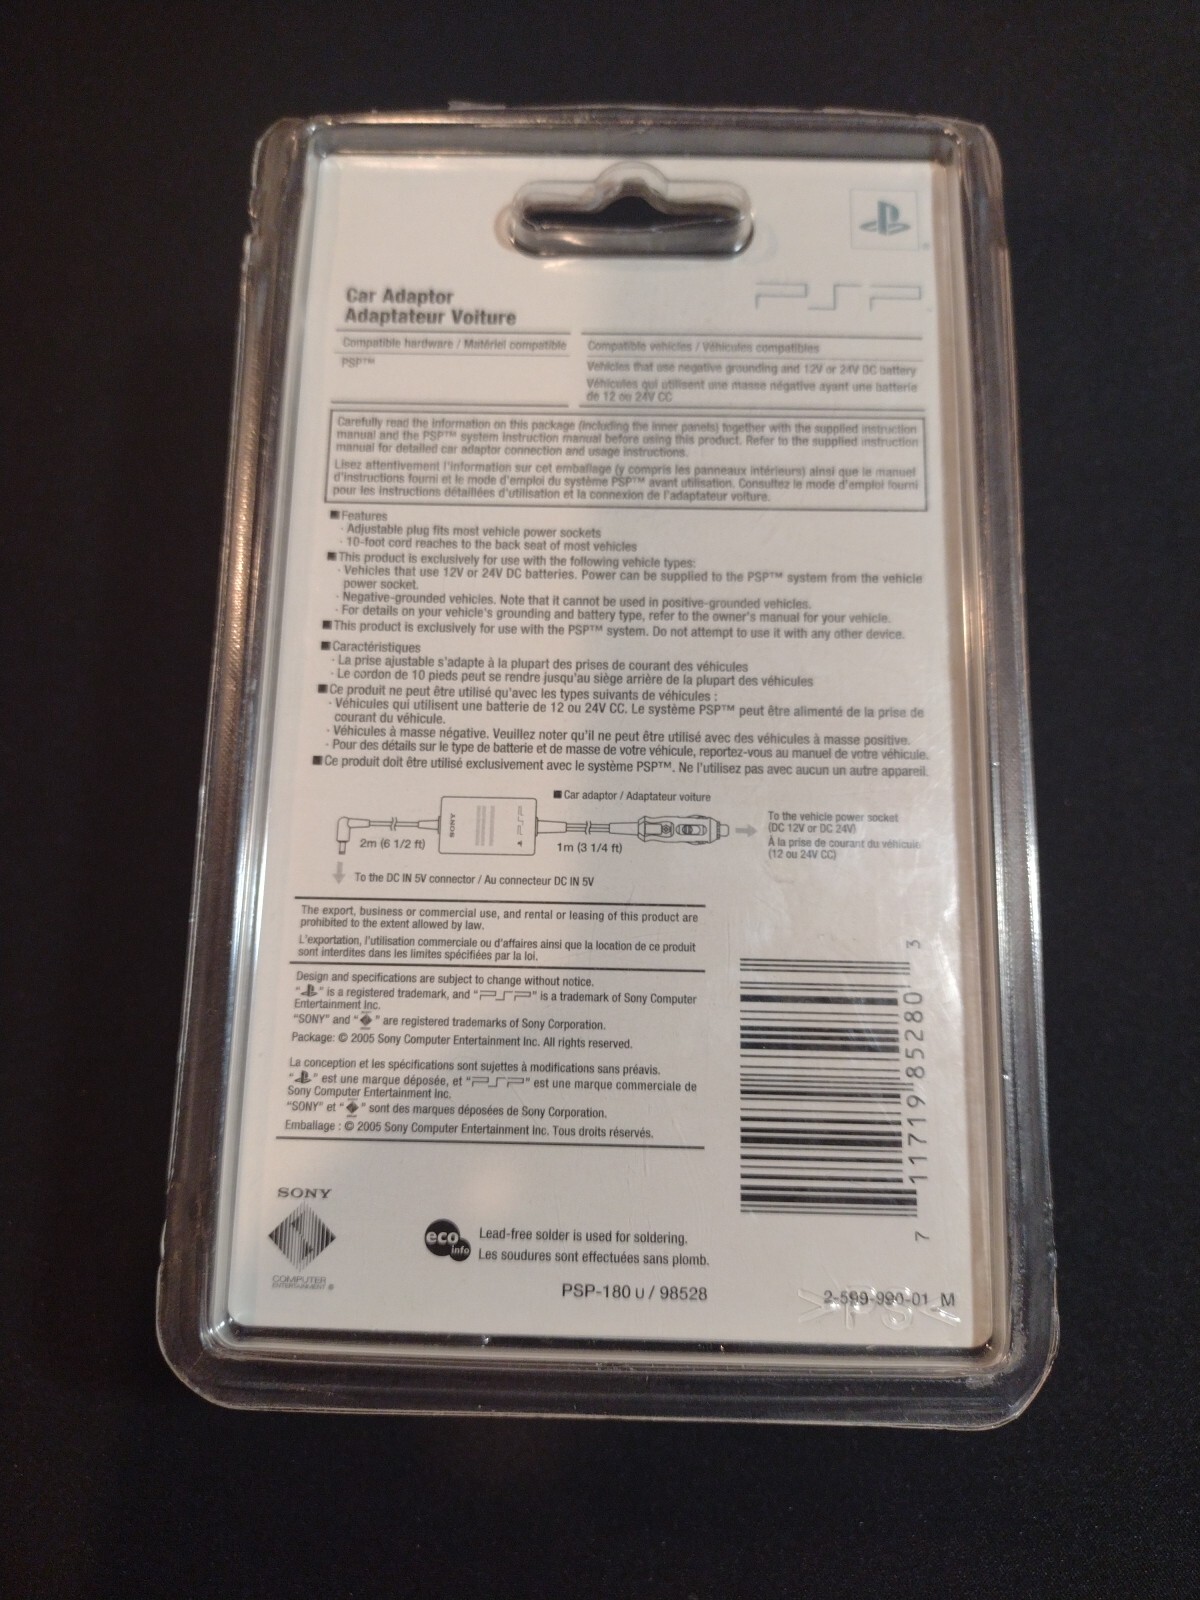 Car Adaptor
Adaptateur Voiture
PSP
Compatible hardware / Matériel compatible
PSP™
Compatible vehicles / Véhicules compatibles
Vehicles that use negative grounding and 12V or 24V DC battery
Véhicules qui utilisent une masse négative ayant une batterie
de 12 ou 24V CC
Carefully read the information on this package (including the inner panels) together with the supplied instruction
manual and the PSP™ system instruction manual before using this product. Refer to the supplied instruction
manual for detailed car adaptor connection and usage instructions.
Lisez attentivement l'information sur cet emballage (y compris les panneaux intérieurs) ainsi que le manuel
d'instructions fourni et le mode d'emploi du système PSP™ avant utilisation. Consultez le mode d'emploi fourni
pour les instructions détaillées d'utilisation et la connexion de l'adaptateur voiture.
■ Features
· Adjustable plug fits most vehicle power sockets
· 10-foot cord reaches to the back seat of most vehicles
■ This product is exclusively for use with the following vehicle types:
· Vehicles that use 12V or 24V DC batteries. Power can be supplied to the PSP™ system from the vehicle
power socket.
· Negative-grounded vehicles. Note that it cannot be used in positive-grounded vehicles.
· For details on your vehicle's grounding and battery type, refer to the owner's manual for your vehicle.
■ This product is exclusively for use with the PSP™ system. Do not attempt to use it with any other device.
■ Caractéristiques
· La prise ajustable s'adapte à la plupart des prises de courant des véhicules
· Le cordon de 10 pieds peut se rendre jusqu'au siège arrière de la plupart des véhicules
■ Ce produit ne peut être utilisé qu'avec les types suivants de véhicules :
· Véhicules qui utilisent une batterie de 12 ou 24V CC. Le système PSP™ peut être alimenté de la prise de
courant du véhicule.
· Véhicules à masse négative. Veuillez noter qu'il ne peut être utilisé avec des véhicules à masse positive.
· Pour des détails sur le type de batterie et de masse de votre véhicule, reportez-vous au manuel de votre véhicule.
■ Ce produit doit être utilisé exclusivement avec le système PSP™. Ne l'utilisez pas avec aucun un autre appareil.
■ Car adaptor / Adaptateur voiture
SONY
PSP
2m (6 1/2 ft)
1m (3 1/4 ft)
To the vehicle power socket
(DC 12V or DC 24V)
À la prise de courant du véhicule
(12 ou 24V CC)
To the DC IN 5V connector / Au connecteur DC IN 5V
The export, business or commercial use, and rental or leasing of this product are
prohibited to the extent allowed by law.
L'exportation, l'utilisation commerciale ou d'affaires ainsi que la location de ce produit
sont interdites dans les limites spécifiées par la loi.
Design and specifications are subject to change without notice.
" " is a registered trademark, and "PSP" is a trademark of Sony Computer
Entertainment Inc.
"SONY" and " " are registered trademarks of Sony Corporation.
Package: © 2005 Sony Computer Entertainment Inc. All rights reserved.
La conception et les spécifications sont sujettes à modifications sans préavis.
" " est une marque déposée, et "PSP" est une marque commerciale de
Sony Computer Entertainment Inc.
"SONY" et " " sont des marques déposées de Sony Corporation.
Emballage : © 2005 Sony Computer Entertainment Inc. Tous droits réservés.
7 11719 85280 3
SONY
COMPUTER
ENTERTAINMENT ®
eco
info
Lead-free solder is used for soldering.
Les soudures sont effectuées sans plomb.
PSP-180 U / 98528
2-599-990-01 M
>PS<